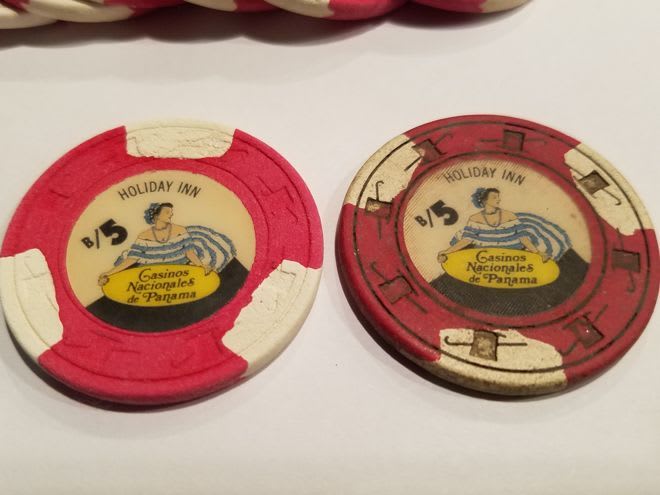 HOLIDAY INN
B/5
Casinos
Nacionales
de Panama
HOLIDAY INN
B/5
Casinos
Nacionales
de Panama